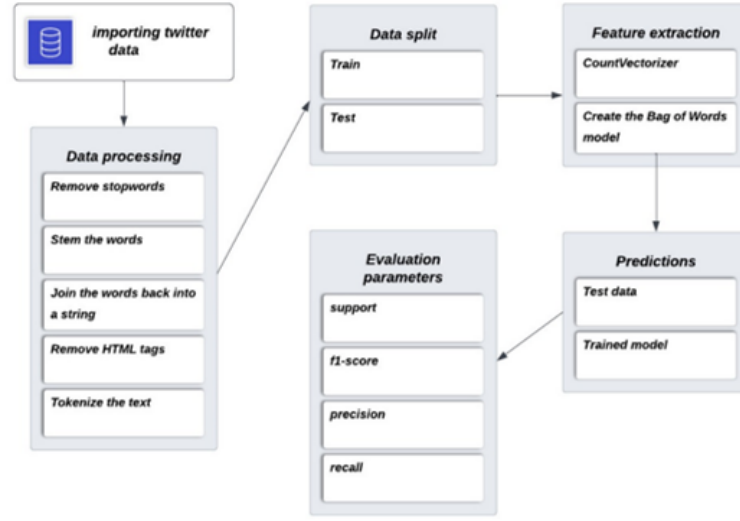 importing twitter
data
Data processing
Remove stopwords
Stem the words
Join the words back into
a string
Remove HTML tags
Tokenize the text
Data split
Train
Test
Feature extraction
CountVectorizer
Create the Bag of Words
model
Predictions
Test data
Trained model
Evaluation
parameters
support
f1-score
precision
recall